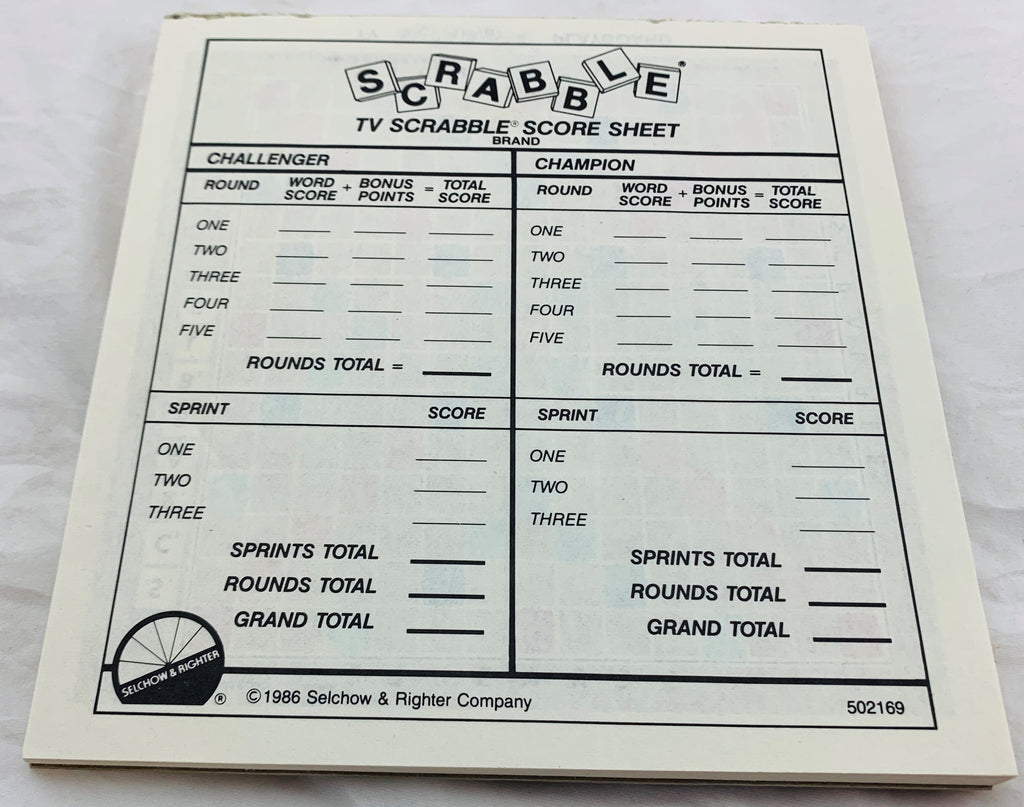 SCRABBLE®
TV SCRABBLE® SCORE SHEET
BRAND
CHALLENGER
ROUND WORD SCORE + BONUS POINTS = TOTAL SCORE
ONE
TWO
THREE
FOUR
FIVE
ROUNDS TOTAL =
SPRINT SCORE
ONE
TWO
THREE
SPRINTS TOTAL
ROUNDS TOTAL
GRAND TOTAL
CHAMPION
ROUND WORD SCORE + BONUS POINTS = TOTAL SCORE
ONE
TWO
THREE
FOUR
FIVE
ROUNDS TOTAL =
SPRINT SCORE
ONE
TWO
THREE
SPRINTS TOTAL
ROUNDS TOTAL
GRAND TOTAL
SELCHOW & RIGHTER
® ©1986 Selchow & Righter Company 502169